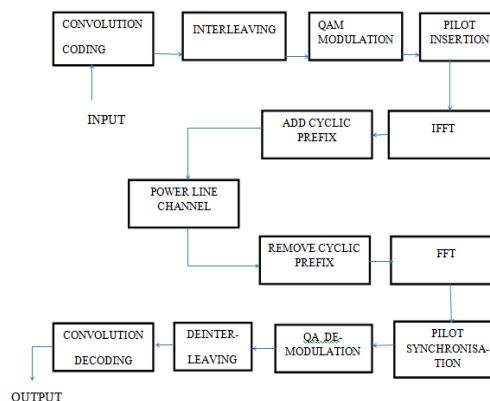 CONVOLUTION
CODING
INTERLEAVING
QAM
MODULATION
PILOT
INSERTION
INPUT
ADD CYCLIC
PREFIX
IFFT
POWER LINE
CHANNEL
REMOVE CYCLIC
PREFIX
FFT
CONVOLUTION
DECODING
DEINTER-
LEAVING
QA DE-
MODULATION
PILOT
SYNCHRONISA-
TION
OUTPUT